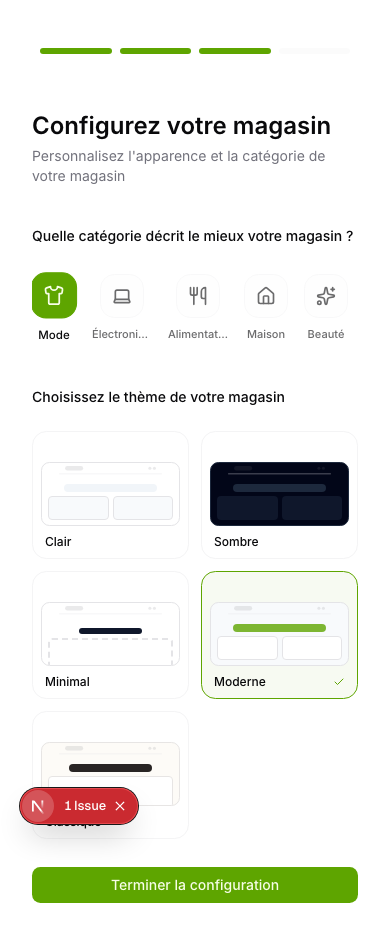 Configurez votre magasin
Personnalisez l'apparence et la catégorie de
votre magasin
Quelle catégorie décrit le mieux votre magasin ?
Mode
Électroni...
Alimentat...
Maison
Beauté
Choisissez le thème de votre magasin
Clair
Sombre
Minimal
Moderne
1 Issue
Terminer la configuration